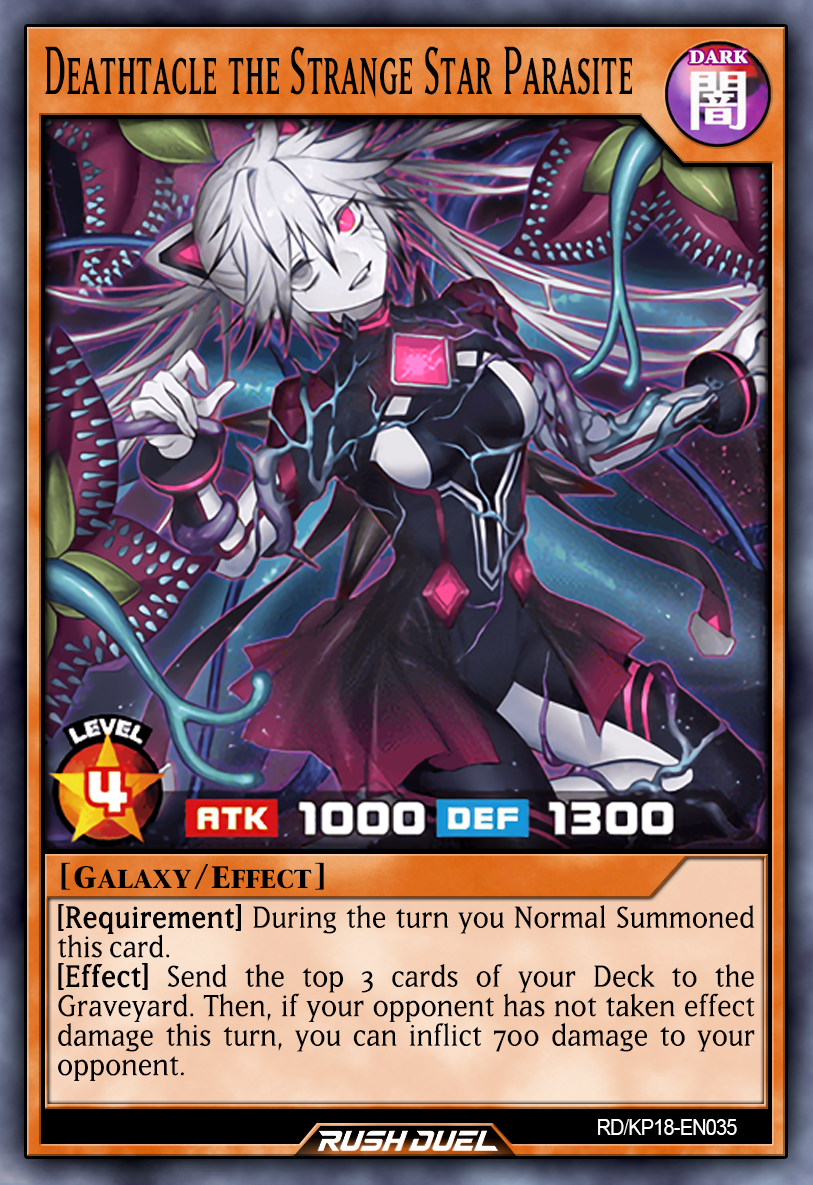 Deathtacle the Strange Star Parasite
DARK
闇
LEVEL
4
ATK 1000 DEF 1300
[Galaxy/Effect]
[Requirement] During the turn you Normal Summoned
this card.
[Effect] Send the top 3 cards of your Deck to the
Graveyard. Then, if your opponent has not taken effect
damage this turn, you can inflict 700 damage to your
opponent.
RD/KP18-EN035
RUSH DUEL